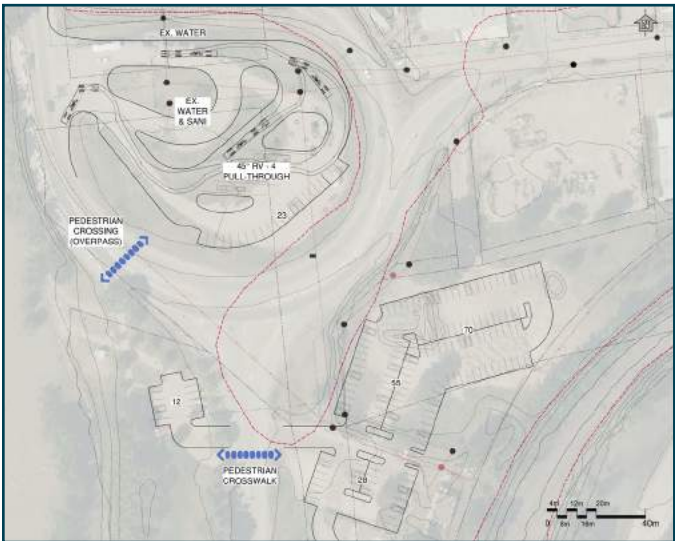 EX. WATER
EX.
WATER
& SANI
45° RV - 4
PULL-THROUGH
23
PEDESTRIAN
CROSSING
(OVERPASS)
70
55
12
28
PEDESTRIAN
CROSSWALK
4m 12m 20m
0 8m 16m 40m